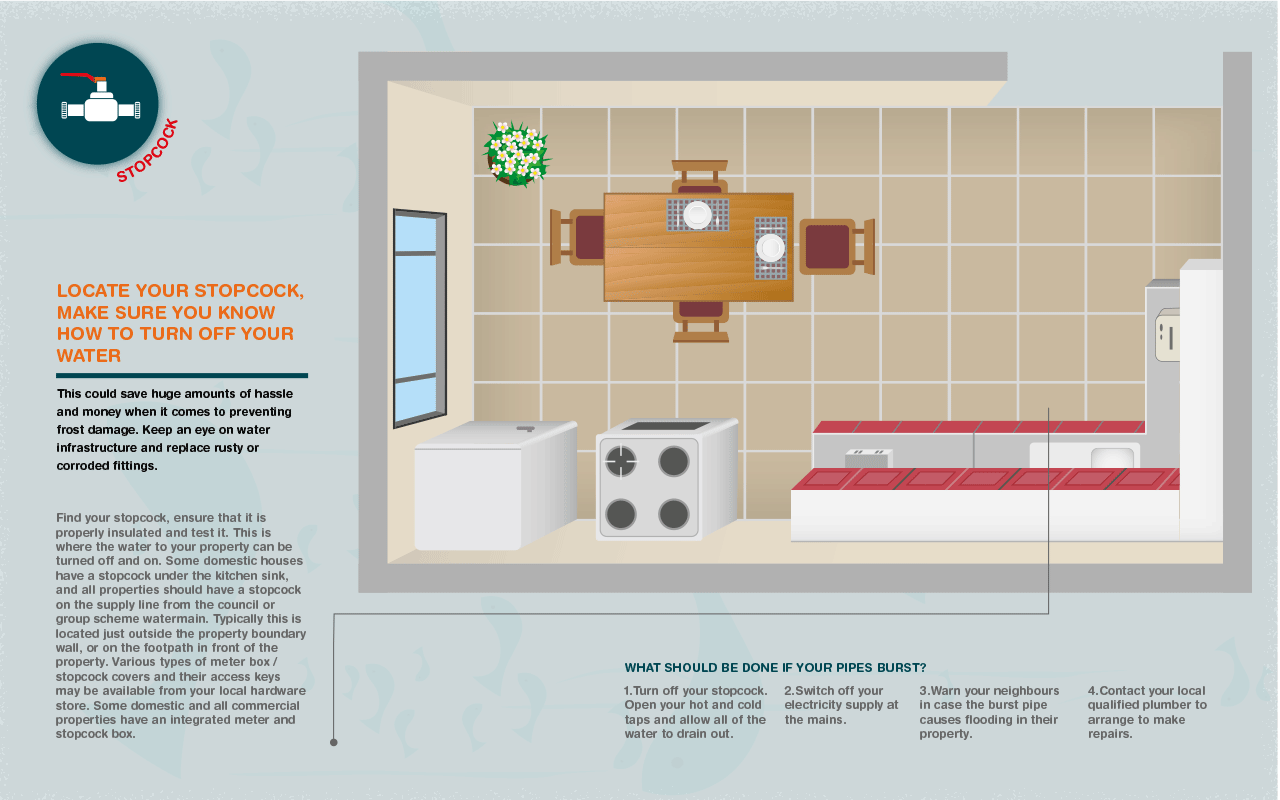 STOPCOCK
LOCATE YOUR STOPCOCK,
MAKE SURE YOU KNOW
HOW TO TURN OFF YOUR
WATER
This could save huge amounts of hassle
and money when it comes to preventing
frost damage. Keep an eye on water
infrastructure and replace rusty or
corroded fittings.
Find your stopcock, ensure that it is
properly insulated and test it. This is
where the water to your property can be
turned off and on. Some domestic houses
have a stopcock under the kitchen sink,
and all properties should have a stopcock
on the supply line from the council or
group scheme watermain. Typically this is
located just outside the property boundary
wall, or on the footpath in front of the
property. Various types of meter box /
stopcock covers and their access keys
may be available from your local hardware
store. Some domestic and all commercial
properties have an integrated meter and
stopcock box.
WHAT SHOULD BE DONE IF YOUR PIPES BURST?
1.Turn off your stopcock.
Open your hot and cold
taps and allow all of the
water to drain out.
2.Switch off your
electricity supply at
the mains.
3.Warn your neighbours
in case the burst pipe
causes flooding in their
property.
4.Contact your local
qualified plumber to
arrange to make
repairs.